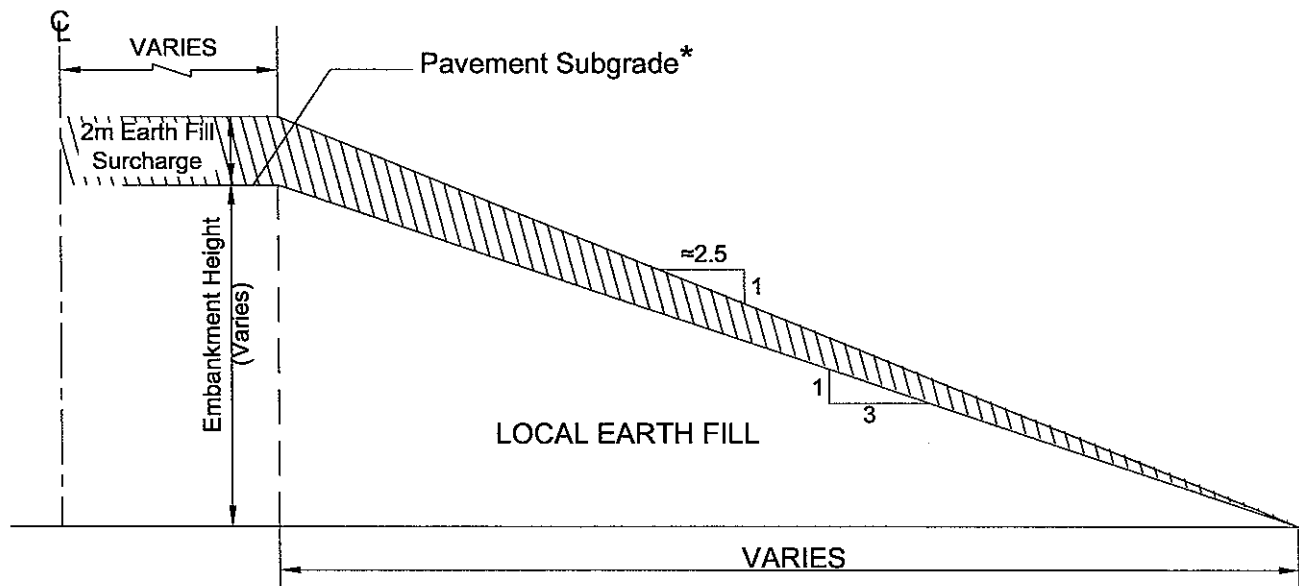 ℄
VARIES
Pavement Subgrade*
2m Earth Fill
Surcharge
≈2.5
1
Embankment Height
(Varies)
1
3
LOCAL EARTH FILL
VARIES